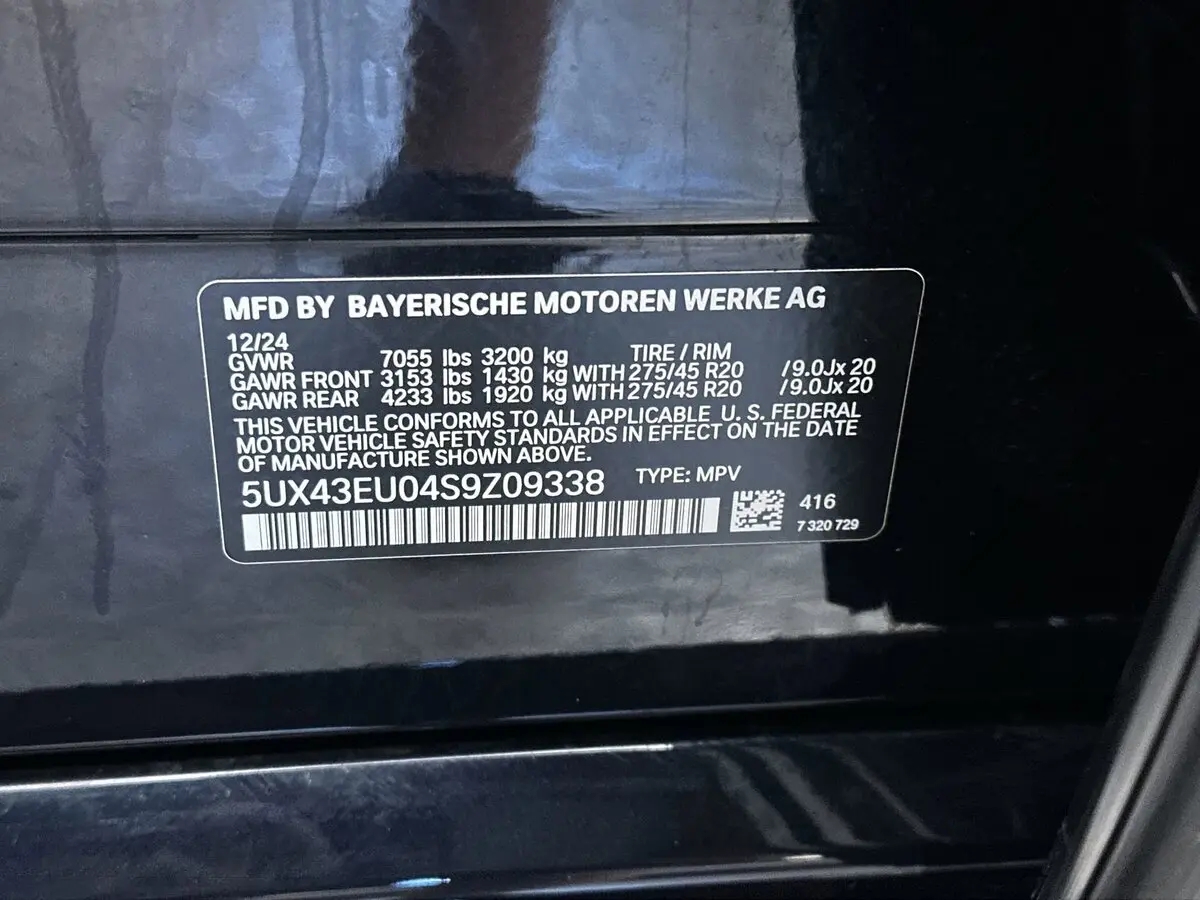 MFD BY BAYERISCHE MOTOREN WERKE AG
12/24
TIRE / RIM
GVWR 7055 lbs 3200 kg
GAWR FRONT 3153 lbs 1430 kg WITH 275/45 R20 /9.0Jx 20
GAWR REAR 4233 lbs 1920 kg WITH 275/45 R20 /9.0Jx 20
THIS VEHICLE CONFORMS TO ALL APPLICABLE U. S. FEDERAL
MOTOR VEHICLE SAFETY STANDARDS IN EFFECT ON THE DATE
OF MANUFACTURE SHOWN ABOVE.
5UX43EU04S9Z09338 TYPE: MPV
416
7 320 729